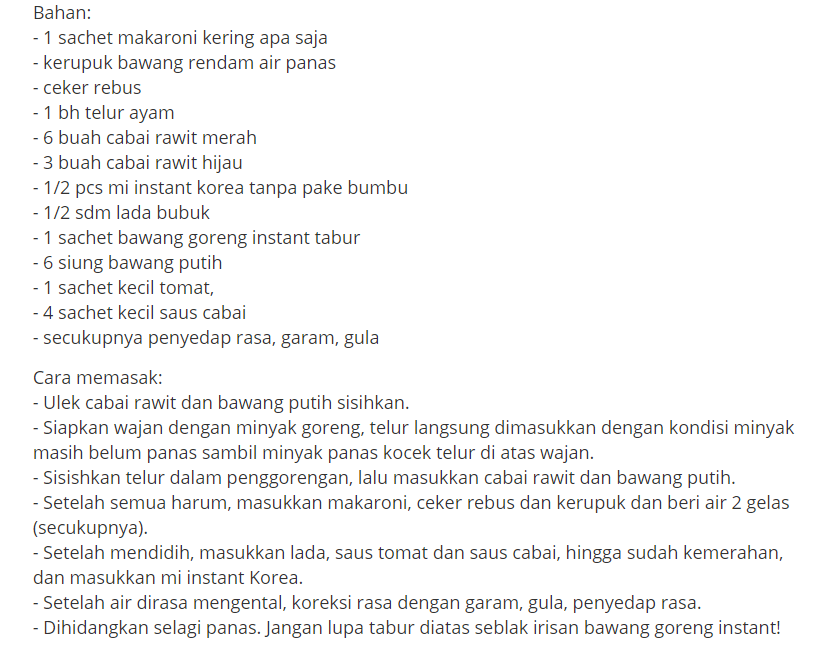 Bahan:
- 1 sachet makaroni kering apa saja
- kerupuk bawang rendam air panas
- ceker rebus
- 1 bh telur ayam
- 6 buah cabai rawit merah
- 3 buah cabai rawit hijau
- 1/2 pcs mi instant korea tanpa pake bumbu
- 1/2 sdm lada bubuk
- 1 sachet bawang goreng instant tabur
- 6 siung bawang putih
- 1 sachet kecil tomat,
- 4 sachet kecil saus cabai
- secukupnya penyedap rasa, garam, gula
Cara memasak:
- Ulek cabai rawit dan bawang putih sisihkan.
- Siapkan wajan dengan minyak goreng, telur langsung dimasukkan dengan kondisi minyak
masih belum panas sambil minyak panas kocek telur di atas wajan.
- Sisishkan telur dalam penggorengan, lalu masukkan cabai rawit dan bawang putih.
- Setelah semua harum, masukkan makaroni, ceker rebus dan kerupuk dan beri air 2 gelas
(secukupnya).
- Setelah mendidih, masukkan lada, saus tomat dan saus cabai, hingga sudah kemerahan,
dan masukkan mi instant Korea.
- Setelah air dirasa mengental, koreksi rasa dengan garam, gula, penyedap rasa.
- Dihidangkan selagi panas. Jangan lupa tabur diatas seblak irisan bawang goreng instant!